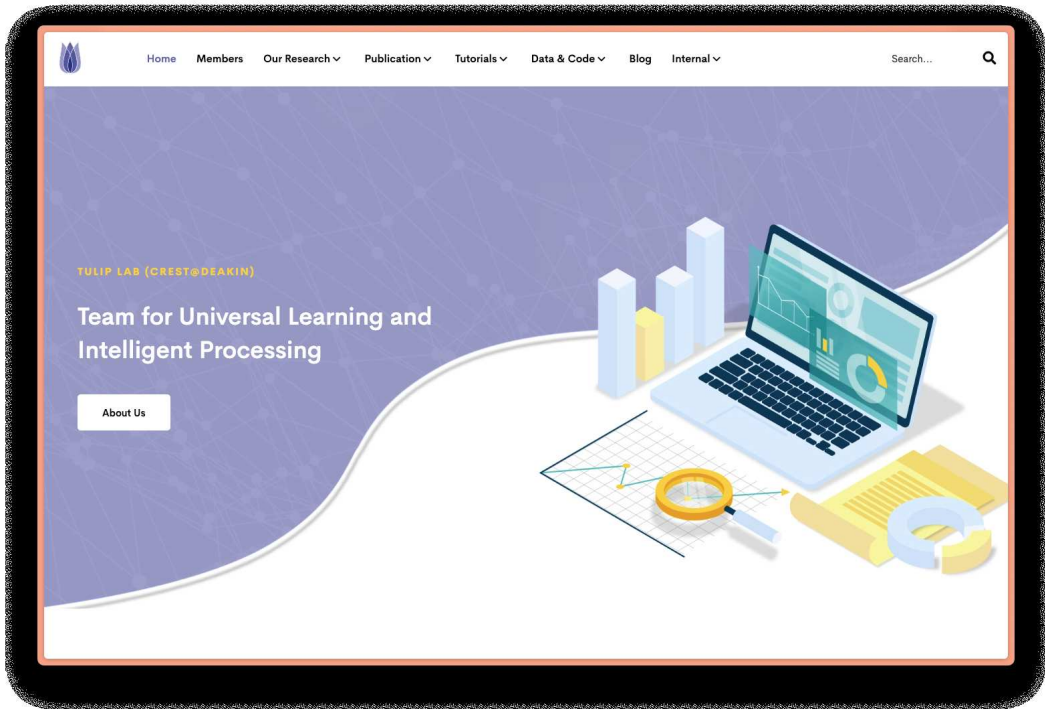 Home Members Our Research Publication Tutorials Data & Code Blog Internal Search...
TULIP LAB (CREST@DEAKIN)
Team for Universal Learning and
Intelligent Processing
About Us